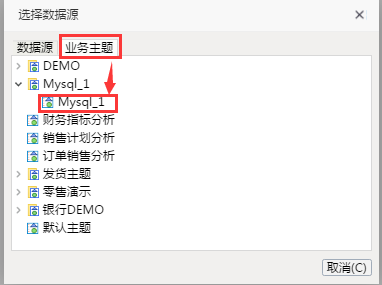 选择数据源
数据源 业务主题
DEMO
Mysql_1
Mysql_1
财务指标分析
销售计划分析
订单销售分析
发货主题
零售演示
银行DEMO
默认主题
取消(C)